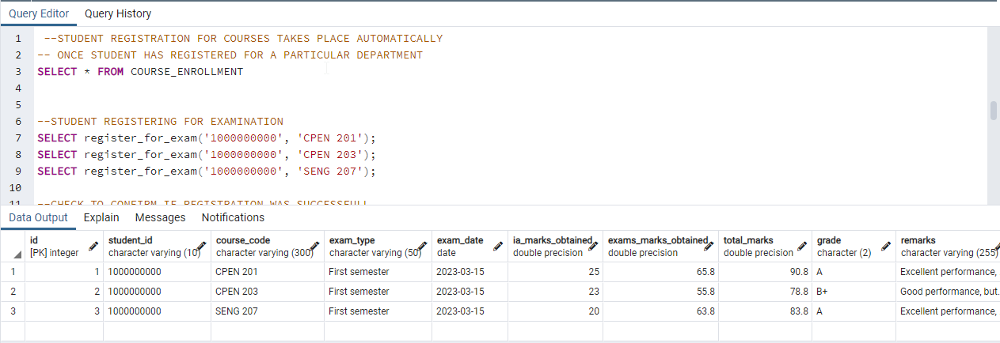 Query Editor Query History
1 --STUDENT REGISTRATION FOR COURSES TAKES PLACE AUTOMATICALLY
2 -- ONCE STUDENT HAS REGISTERED FOR A PARTICULAR DEPARTMENT
3 SELECT * FROM COURSE_ENROLLMENT
4
5
6 --STUDENT REGISTERING FOR EXAMINATION
7 SELECT register_for_exam('1000000000', 'CPEN 201');
8 SELECT register_for_exam('1000000000', 'CPEN 203');
9 SELECT register_for_exam('1000000000', 'SENG 207');
10
11 --CHECK TO CONFIRM IF REGISTRATION WAS SUCCESFULL
Data Output Explain Messages Notifications
id student_id course_code exam_type exam_date ia_marks_obtained exams_marks_obtained total_marks grade remarks
[PK] integer character varying (10) character varying (300) character varying (50) date double precision double precision double precision character (2) character varying (255)
1 1 1000000000 CPEN 201 First semester 2023-03-15 25 65.8 90.8 A Excellent performance,
2 2 1000000000 CPEN 203 First semester 2023-03-15 23 55.8 78.8 B+ Good performance, but.
3 3 1000000000 SENG 207 First semester 2023-03-15 20 63.8 83.8 A Excellent performance,